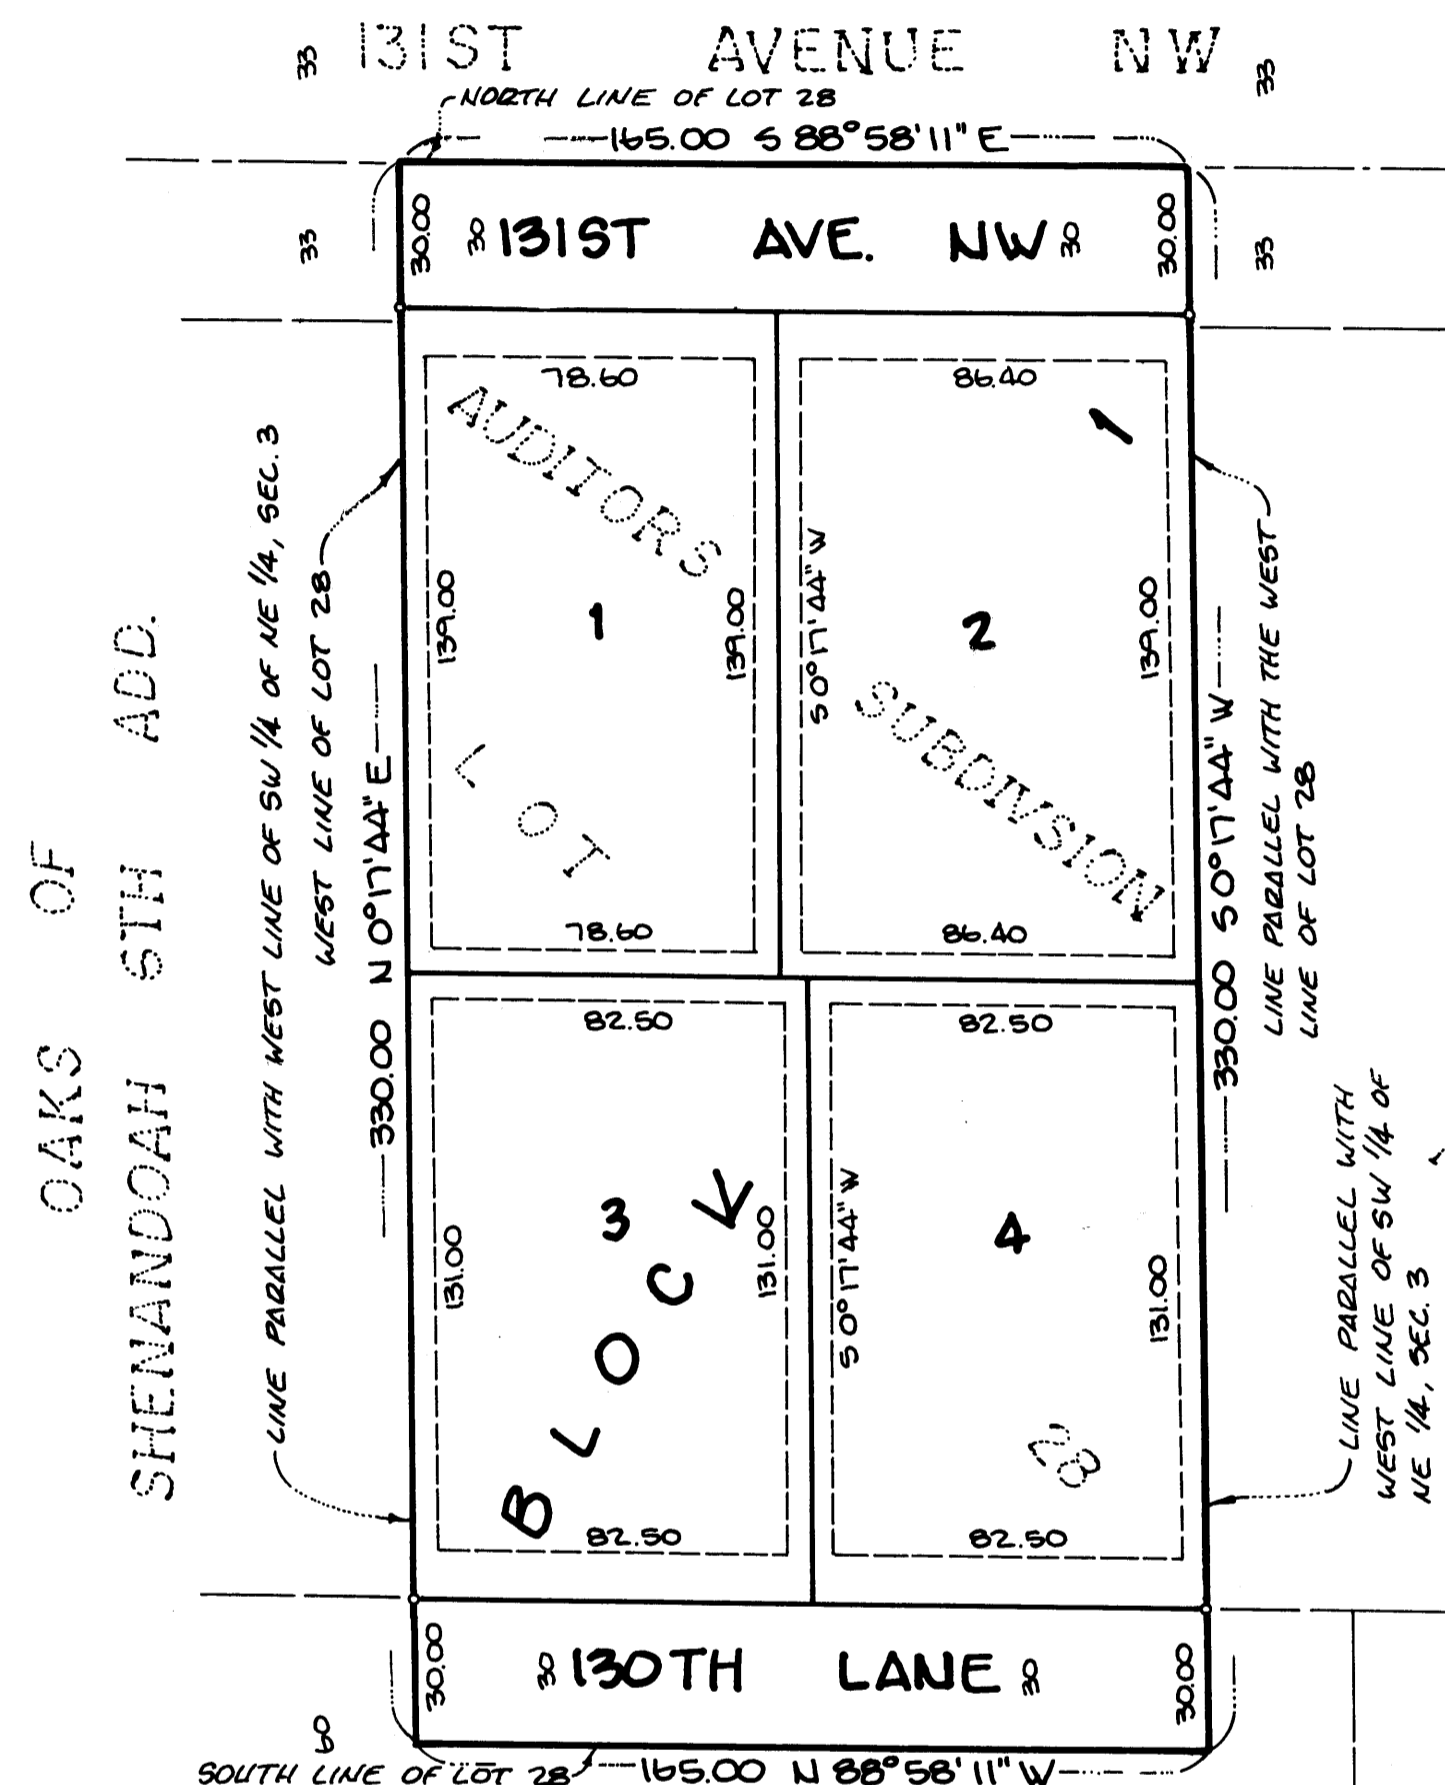 131ST AVENUE NW
33
33
NORTH LINE OF LOT 28
165.00 S 88°58'11" E
33
30.00
30
131ST AVE. NW
30
30.00
33
78.60
86.40
AUDITORS
1
139.00
1
139.00
S 0°17'44" W
2
139.00
LOT
SUBDIVSION
78.60
86.40
OAKS OF
SHENANDOAH 5TH ADD.
LINE PARALLEL WITH WEST LINE OF SW 1/4 OF NE 1/4, SEC. 3
WEST LINE OF LOT 28
330.00 N 0°17'44" E
330.00 S 0°17'44" W
LINE PARALLEL WITH THE WEST
LINE OF LOT 28
82.50
82.50
131.00
3
131.00
S 0°17'44" W
4
131.00
BLOCK
28
82.50
82.50
LINE PARALLEL WITH
WEST LINE OF SW 1/4 OF
NE 1/4, SEC. 3
30.00
30
130TH LANE
30
30.00
60
SOUTH LINE OF LOT 28
165.00 N 88°58'11" W